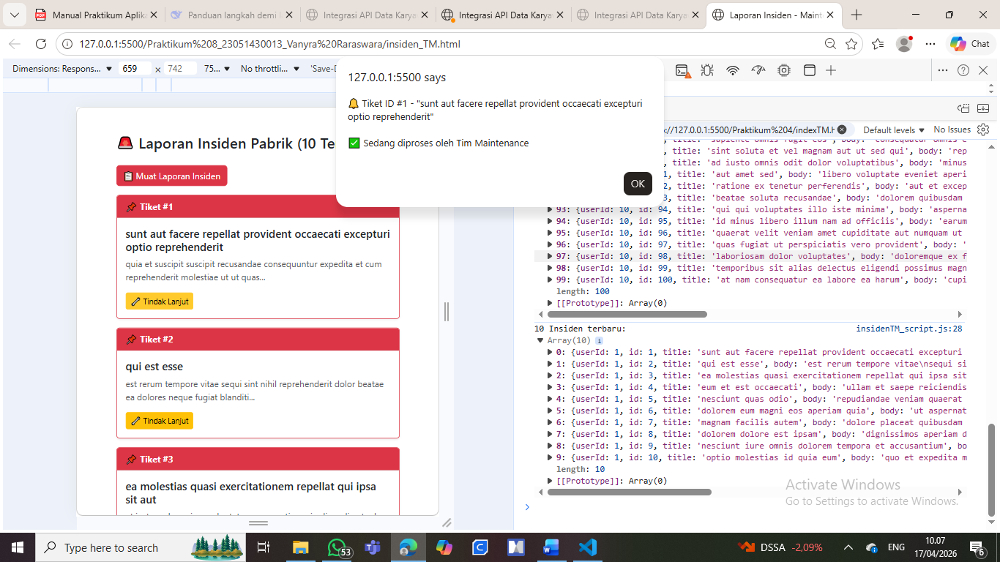 Manual Praktikum Aplika
Panduan langkah demi
Integrasi API Data Karya
Integrasi API Data Karya
Integrasi API Data Karya
Laporan Insiden - Maint
127.0.0.1:5500/Praktikum%208_23051430013_Vanyra%20Raraswara/insiden_TM.html
Chat
Dimensions: Respons...
659
x
742
75...
No throttli...
'Save-D
127.0.0.1:5500 says
🔔 Tiket ID #1 - "sunt aut facere repellat provident occaecati excepturi
optio reprehenderit"
✅ Sedang diproses oleh Tim Maintenance
OK
🚨 Laporan Insiden Pabrik (10 Te
📋 Muat Laporan Insiden
📌 Tiket #1
sunt aut facere repellat provident occaecati excepturi
optio reprehenderit
quia et suscipit suscipit recusandae consequuntur expedita et cum
reprehenderit molestiae ut ut quas...
🔧 Tindak Lanjut
📌 Tiket #2
qui est esse
est rerum tempore vitae sequi sint nihil reprehenderit dolor beatae
ea dolores neque fugiat blanditi...
🔧 Tindak Lanjut
📌 Tiket #3
ea molestias quasi exercitationem repellat qui ipsa
sit aut
://127.0.0.1:5500/Praktikum%204/indexTM.h
Default levels
No Issues
, title: 'sapiente omnis fugit eos', body: 'consequatur omnis e
, title: 'sint soluta et vel magnam aut ut sed qui', body: 'rep
, title: 'ad iusto omnis odit dolor voluptatibus', body: 'minus
1, title: 'aut amet sed', body: 'libero voluptate eveniet aperi
2, title: 'ratione ex tenetur perferendis', body: 'aut et excep
3, title: 'beatae soluta recusandae', body: 'dolorem quibusdam
93: {userId: 10, id: 94, title: 'qui qui voluptates illo iste minima', body: 'asperna
94: {userId: 10, id: 95, title: 'id minus libero illum nam ad officiis', body: 'earum
95: {userId: 10, id: 96, title: 'quaerat velit veniam amet cupiditate aut numquam ut
96: {userId: 10, id: 97, title: 'quas fugiat ut perspiciatis vero provident', body: '
97: {userId: 10, id: 98, title: 'laboriosam dolor voluptates', body: 'doloremque ex f
98: {userId: 10, id: 99, title: 'temporibus sit alias delectus eligendi possimus magn
99: {userId: 10, id: 100, title: 'at nam consequatur ea labore ea harum', body: 'cupi
length: 100
[[Prototype]]: Array(0)
10 Insiden terbaru:
insidenTM_script.js:28
Array(10) i
0: {userId: 1, id: 1, title: 'sunt aut facere repellat provident occaecati excepturi
1: {userId: 1, id: 2, title: 'qui est esse', body: 'est rerum tempore vitae\nsequi si
2: {userId: 1, id: 3, title: 'ea molestias quasi exercitationem repellat qui ipsa sit
3: {userId: 1, id: 4, title: 'eum et est occaecati', body: 'ullam et saepe reiciendis
4: {userId: 1, id: 5, title: 'nesciunt quas odio', body: 'repudiandae veniam quaerat
5: {userId: 1, id: 6, title: 'dolorem eum magni eos aperiam quia', body: 'ut aspernat
6: {userId: 1, id: 7, title: 'magnam facilis autem', body: 'dolore placeat quibusdam
7: {userId: 1, id: 8, title: 'dolorem dolore est ipsam', body: 'dignissimos aperiam d
8: {userId: 1, id: 9, title: 'nesciunt iure omnis dolorem tempora et accusantium', bo
9: {userId: 1, id: 10, title: 'optio molestias id quia eum', body: 'quo et expedita m
length: 10
[[Prototype]]: Array(0)
Activate Windows
Go to Settings to activate Windows.
Type here to search
53
DSSA -2,09%
ENG
10.07
17/04/2026
6